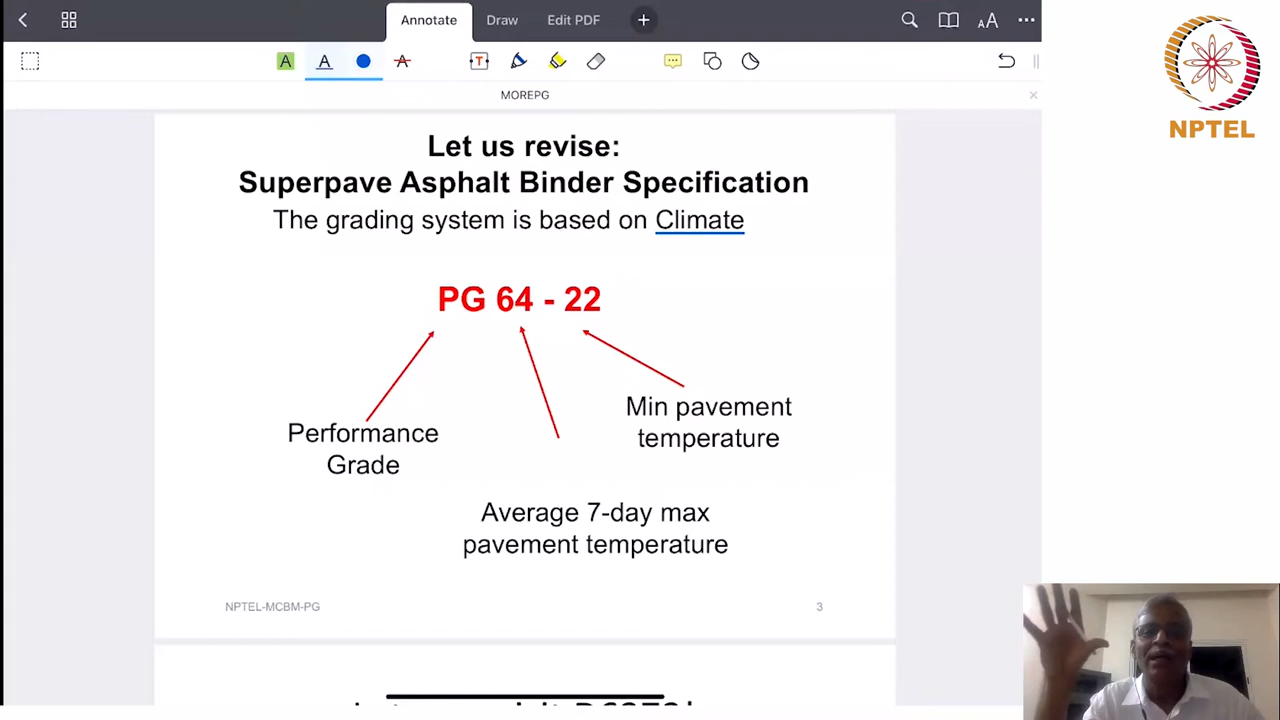 Annotate
Draw
Edit PDF
AA
A
A
A
T
MOREPG
NPTEL
Let us revise:
Superpave Asphalt Binder Specification
The grading system is based on Climate
PG 64 - 22
Min pavement
temperature
Performance
Grade
Average 7-day max
pavement temperature
NPTEL-MCBM-PG
3